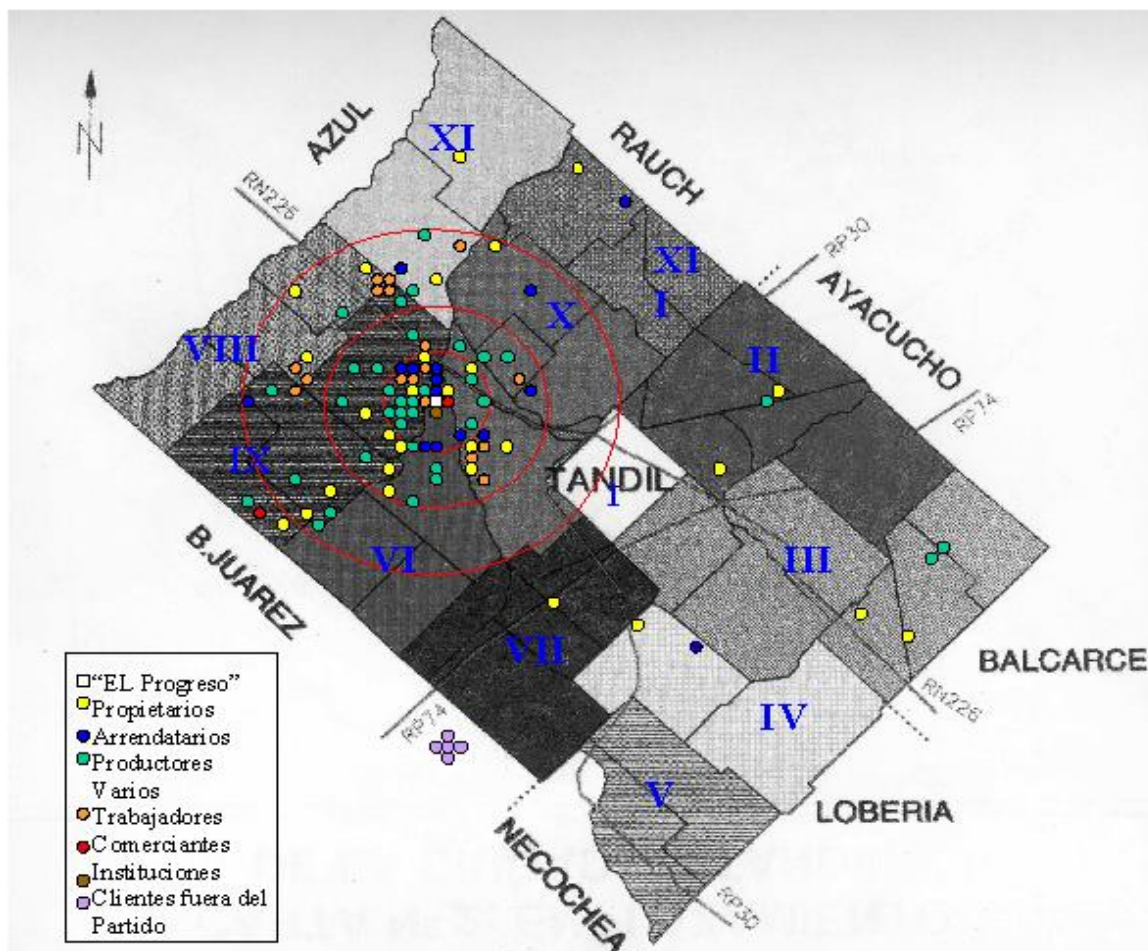 N
AZUL
RAUCH
RN226
RP30
AYACUCHO
RP74
XI
XI
I
X
II
VIII
IX
TANDIL
I
III
VI
VII
B.JUAREZ
BALCARCE
RN226
IV
V
RP74
LOBERIA
NECOCHEA
RP30
“EL Progreso”
Propietarios
Arrendatarios
Productores
Varios
Trabajadores
Comerciantes
Instituciones
Clientes fuera del
Partido